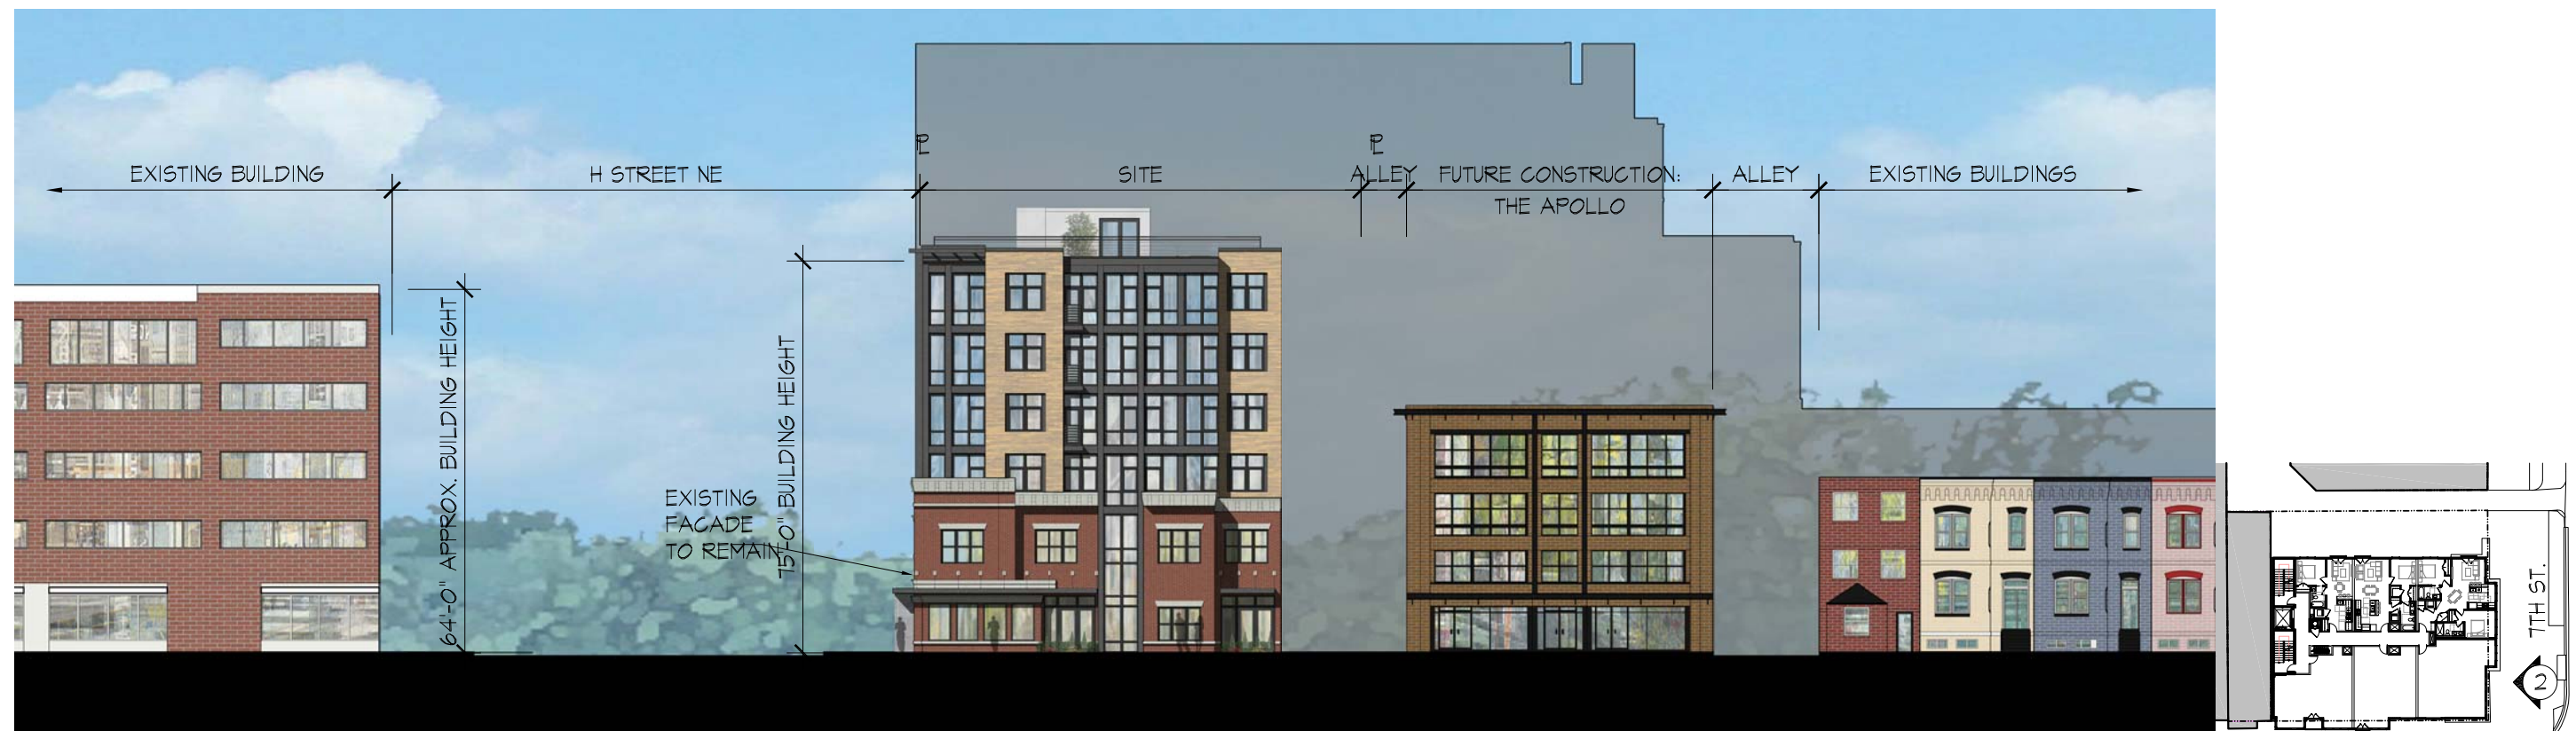 ℄
℄
EXISTING BUILDING
H STREET NE
SITE
ALLEY
FUTURE CONSTRUCTION:
THE APOLLO
ALLEY
EXISTING BUILDINGS
64'-0" APPROX. BUILDING HEIGHT
75'-0" BUILDING HEIGHT
EXISTING
FACADE
TO REMAIN
7TH ST.
2